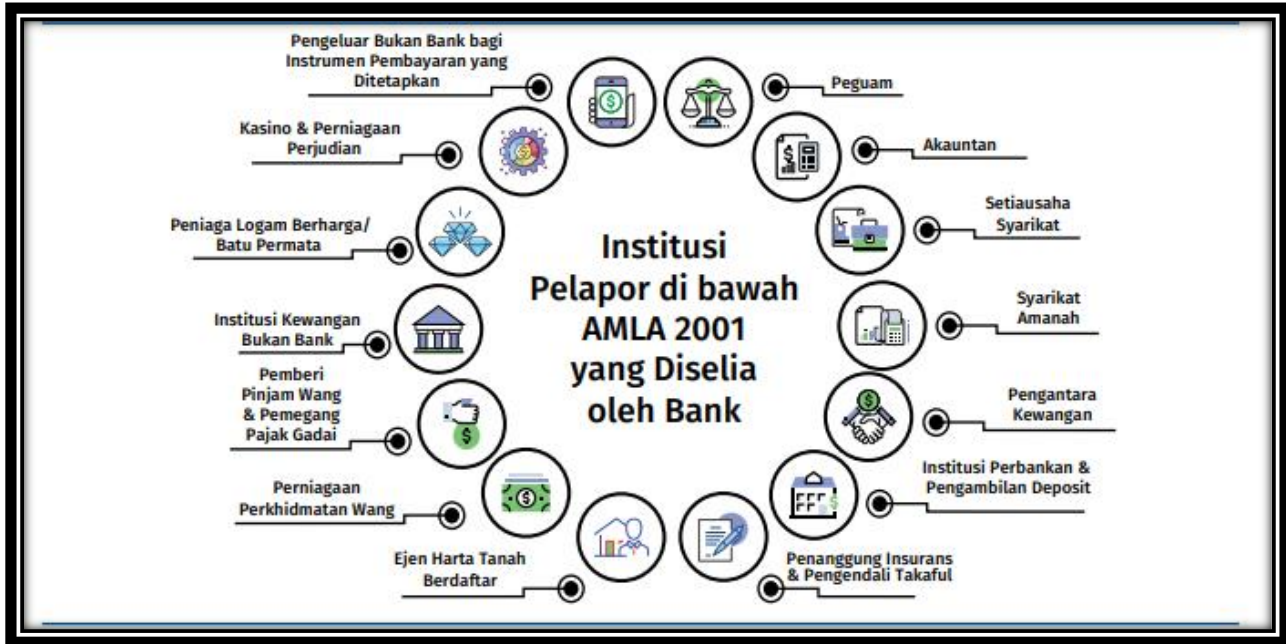 Pengeluar Bukan Bank bagi
Instrumen Pembayaran yang
Ditetapkan
Peguam
Kasino & Perniagaan
Perjudian
Akauntan
Peniaga Logam Berharga/
Batu Permata
Setiausaha
Syarikat
Institusi
Pelapor di bawah
AMLA 2001
yang Diselia
oleh Bank
Institusi Kewangan
Bukan Bank
Syarikat
Amanah
Pemberi
Pinjam Wang
& Pemegang
Pajak Gadai
Pengantara
Kewangan
Perniagaan
Perkhidmatan Wang
Institusi Perbankan &
Pengambilan Deposit
Ejen Harta Tanah
Berdaftar
Penanggung Insurans
& Pengendali Takaful